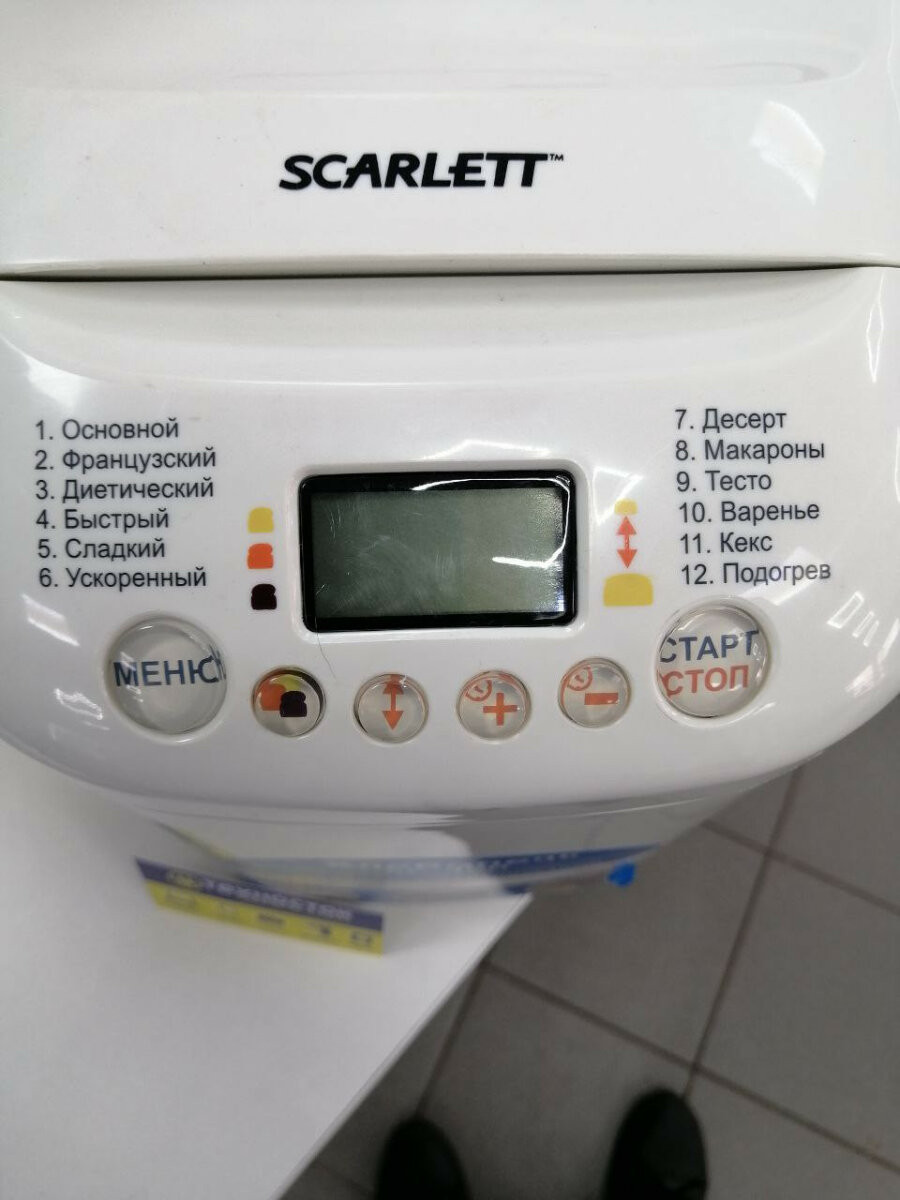 SCARLETT™
1. Основной
2. Французский
3. Диетический
4. Быстрый
5. Сладкий
6. Ускоренный
7. Десерт
8. Макароны
9. Тесто
10. Варенье
11. Кекс
12. Подогрев
МЕНЮ
СТАРТ
СТОП